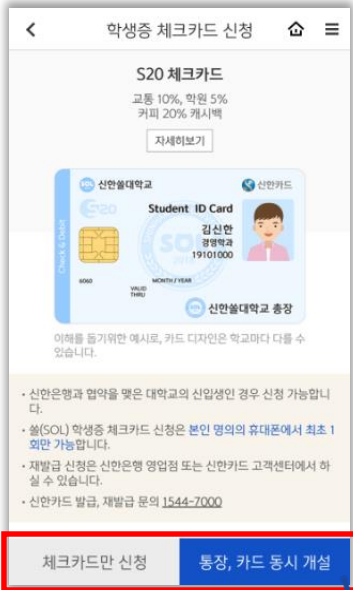 학생증 체크카드 신청
S20 체크카드
교통 10%, 학원 5%
커피 20% 캐시백
자세히보기
신한쏠대학교 신한카드
S20 Student ID Card
Check & Debit
김신한
경영학과
19101000
SOL
6060 MONTH / YEAR
VALID
THRU
신한쏠대학교 총장
이해를 돕기위한 예시로, 카드 디자인은 학교마다 다를 수
있습니다.
• 신한은행과 협약을 맺은 대학교의 신입생인 경우 신청 가능합니
다.
• 쏠(SOL) 학생증 체크카드 신청은 본인 명의의 휴대폰에서 최초 1
회만 가능합니다.
• 재발급 신청은 신한은행 영업점 또는 신한카드 고객센터에서 하
실 수 있습니다.
• 신한카드 발급, 재발급 문의 1544-7000
체크카드만 신청 통장, 카드 동시 개설